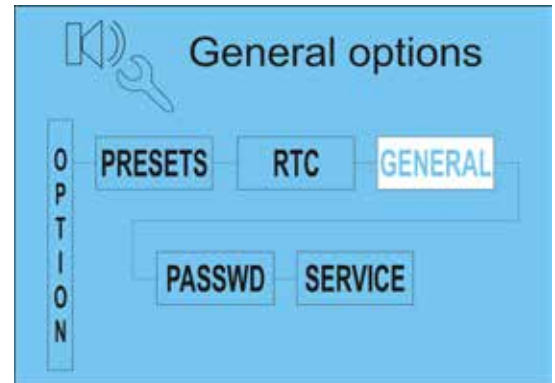 General options
OPTION
PRESETS RTC GENERAL
PASSWD SERVICE